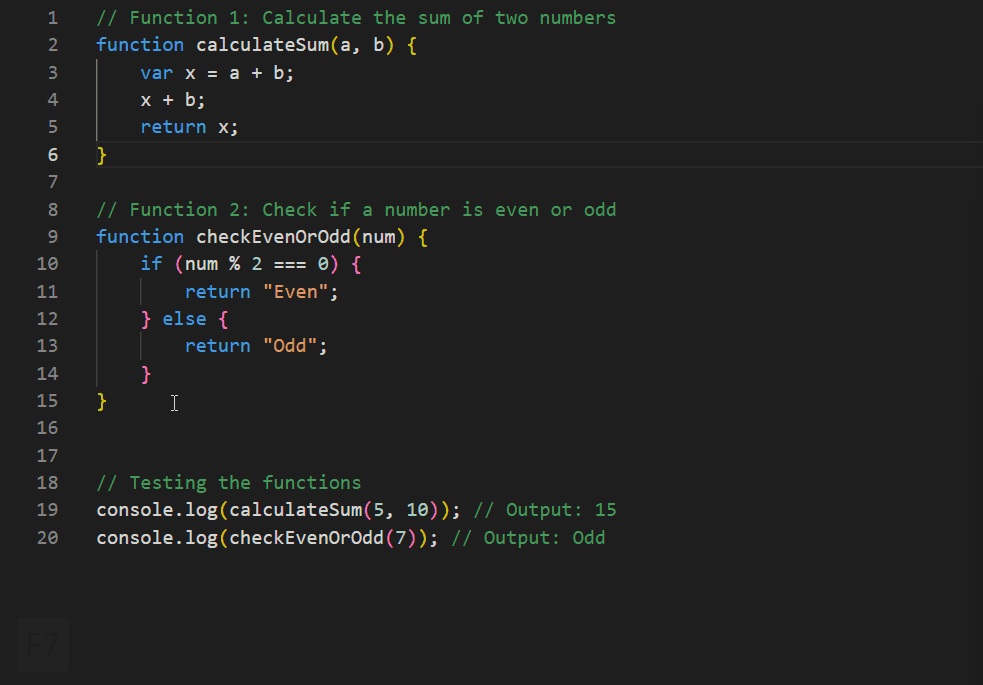 1 // Function 1: Calculate the sum of two numbers
2 function calculateSum(a, b) {
3     var x = a + b;
4     x + b;
5     return x;
6 }
7
8 // Function 2: Check if a number is even or odd
9 function checkEvenOrOdd(num) {
10     if (num % 2 === 0) {
11         return "Even";
12     } else {
13         return "Odd";
14     }
15 }
16
17
18 // Testing the functions
19 console.log(calculateSum(5, 10)); // Output: 15
20 console.log(checkEvenOrOdd(7)); // Output: Odd
F7